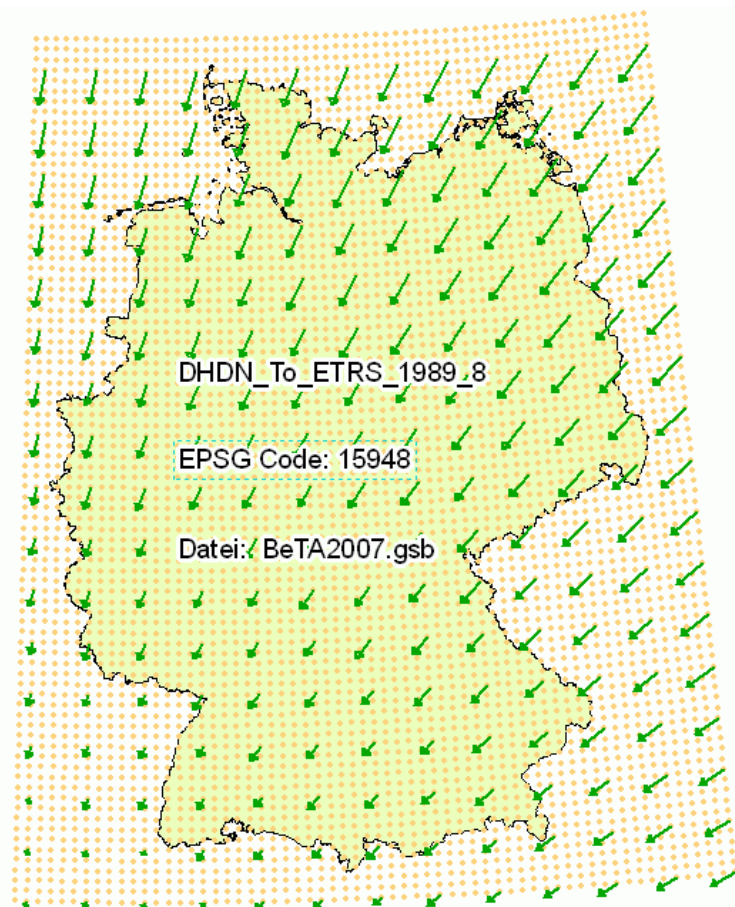 DHDN_To_ETRS_1989_8
EPSG Code: 15948
Datei: BeTA2007.gsb